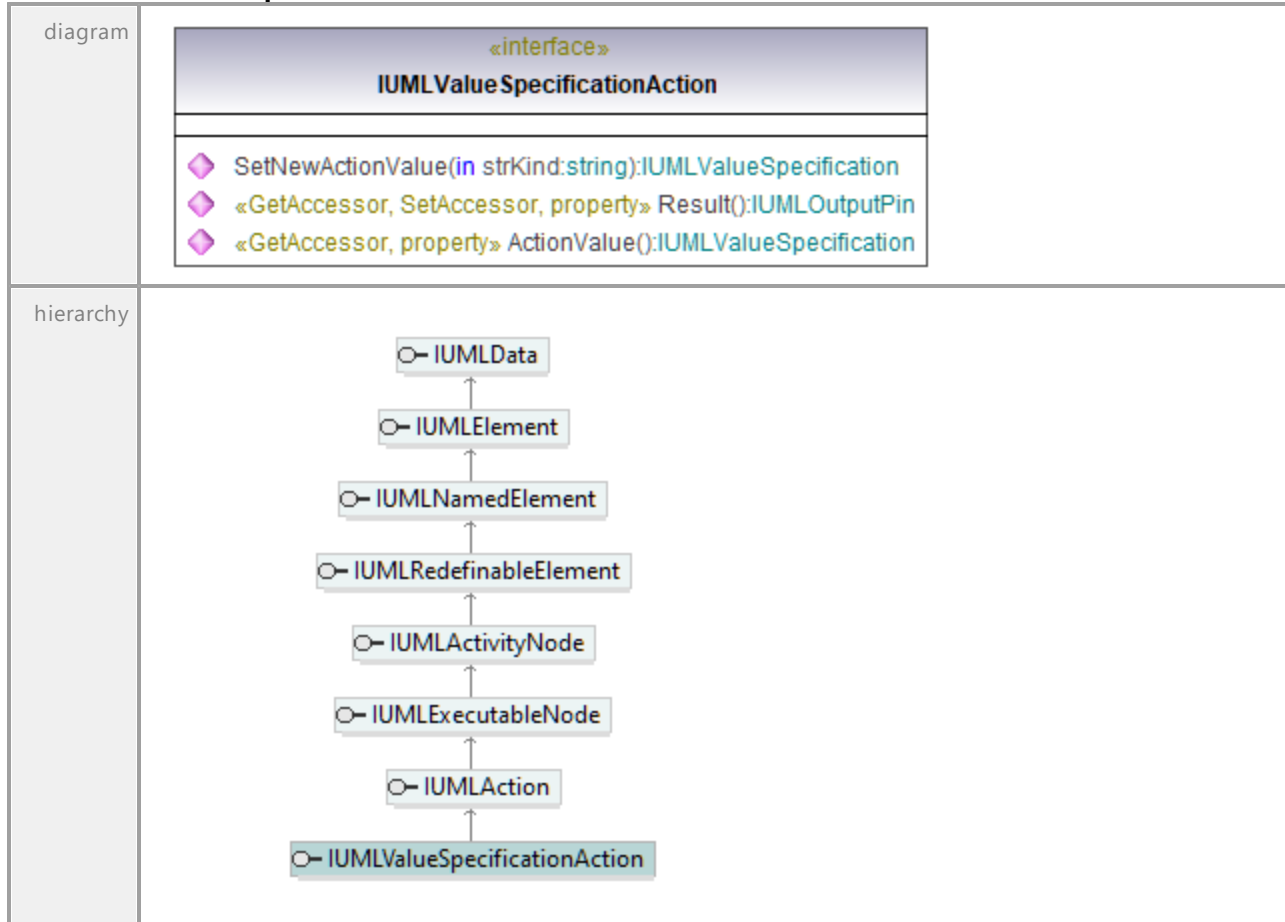 diagram
«interface»
IUMLValueSpecificationAction
SetNewActionValue(in strKind:string):IUMLValueSpecification
«GetAccessor, SetAccessor, property» Result():IUMLOutputPin
«GetAccessor, property» ActionValue():IUMLValueSpecification
hierarchy
IUMLData
IUMLElement
IUMLNamedElement
IUMLRedefinableElement
IUMLActivityNode
IUMLExecutableNode
IUMLAction
IUMLValueSpecificationAction